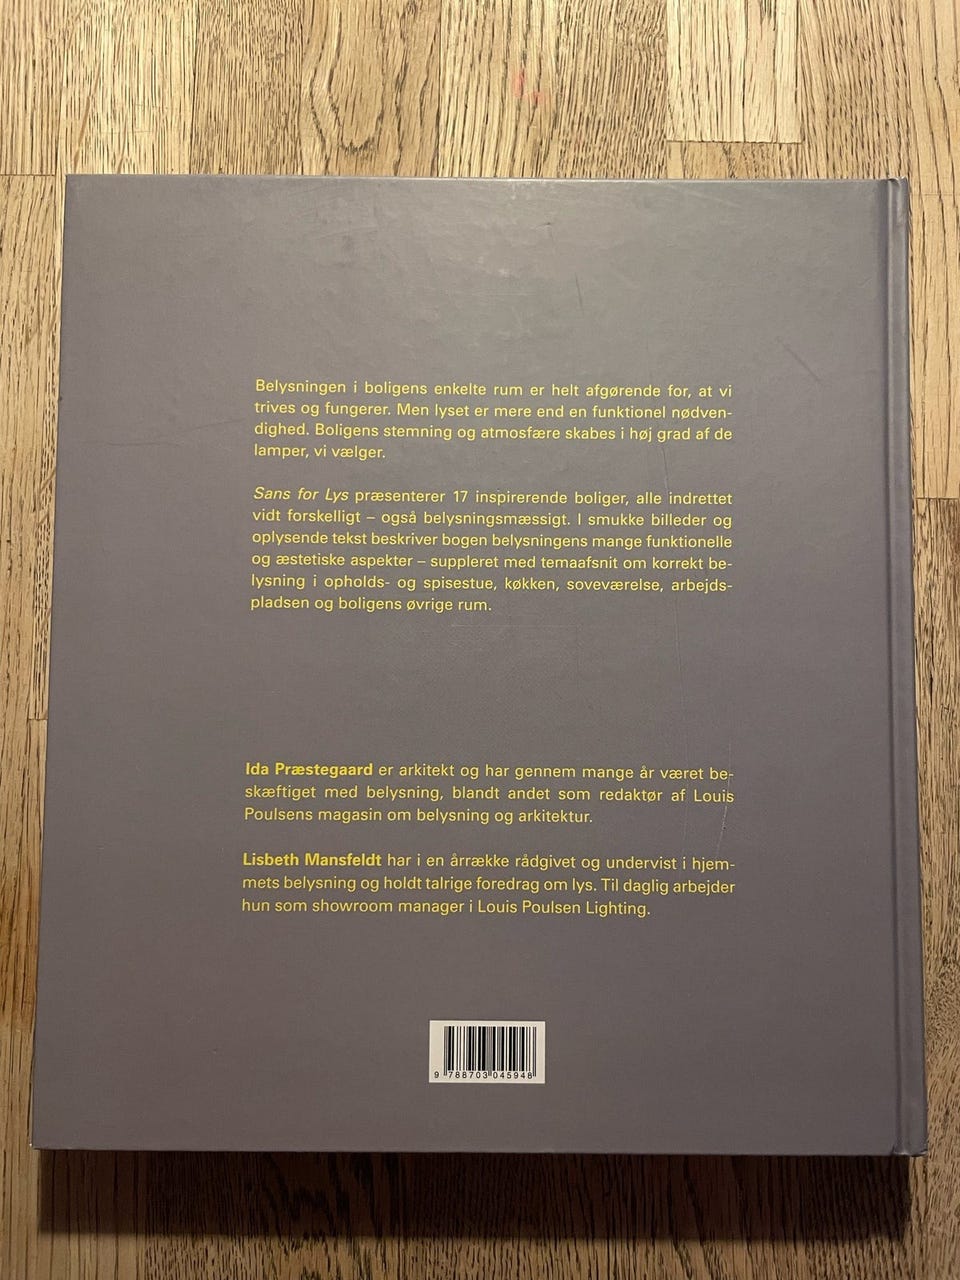 Belysningen i boligens enkelte rum er helt afgørende for, at vi
trives og fungerer. Men lyset er mere end en funktionel nødven-
dighed. Boligens stemning og atmosfære skabes i høj grad af de
lamper, vi vælger.
Sans for Lys præsenterer 17 inspirerende boliger, alle indrettet
vidt forskelligt – også belysningsmæssigt. I smukke billeder og
oplysende tekst beskriver bogen belysningens mange funktionelle
og æstetiske aspekter – suppleret med temaafsnit om korrekt be-
lysning i opholds- og spisestue, køkken, soveværelse, arbejds-
pladsen og boligens øvrige rum.
Ida Præstegaard er arkitekt og har gennem mange år været be-
skæftiget med belysning, blandt andet som redaktør af Louis
Poulsens magasin om belysning og arkitektur.
Lisbeth Mansfeldt har i en årrække rådgivet og undervist i hjem-
mets belysning og holdt talrige foredrag om lys. Til daglig arbejder
hun som showroom manager i Louis Poulsen Lighting.
9 788703 045948